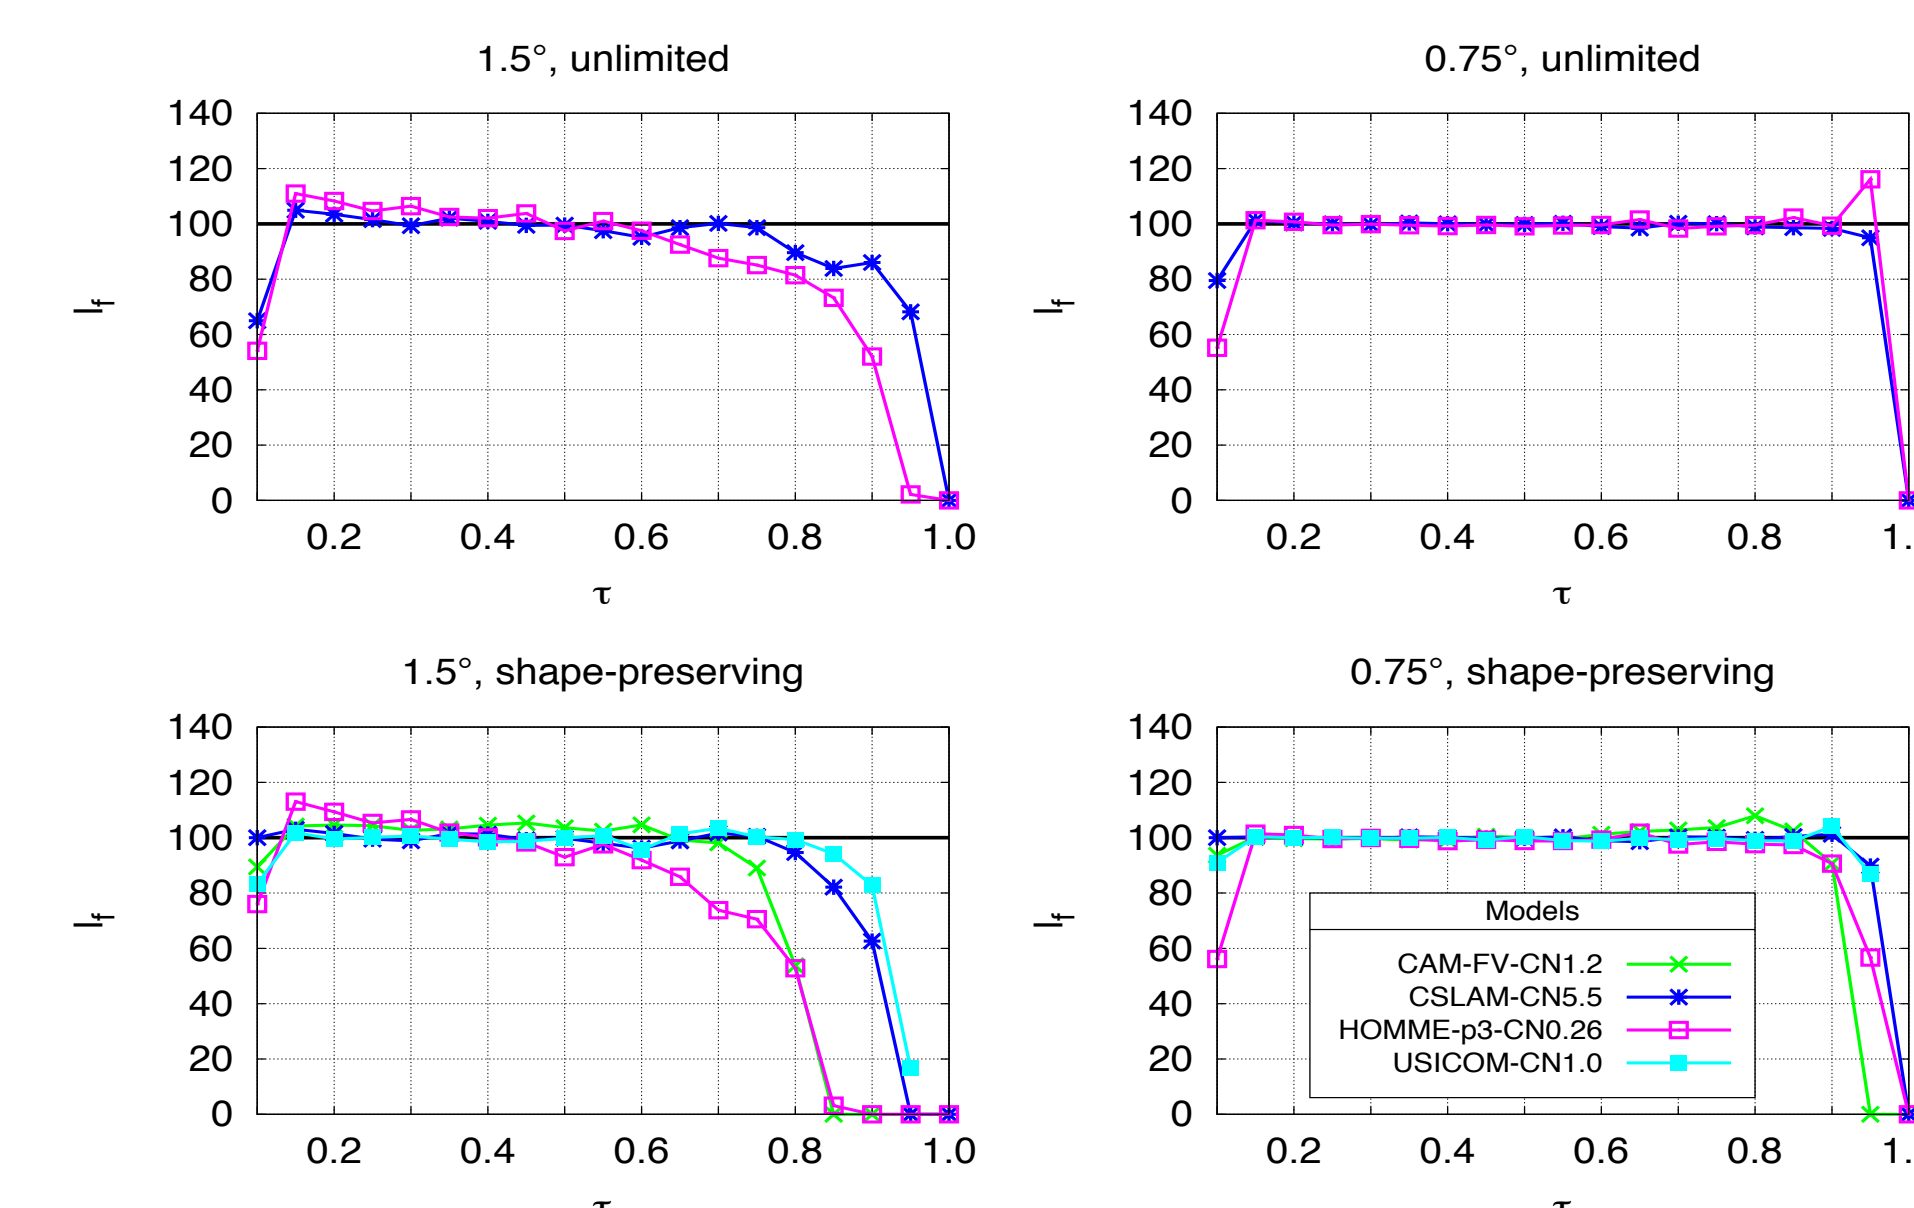 1.5°, unlimited
140
120
100
80
60
40
20
0
0.2 0.4 0.6 0.8 1.0
l_f
τ
0.75°, unlimited
140
120
100
80
60
40
20
0
0.2 0.4 0.6 0.8 1.
l_f
τ
1.5°, shape-preserving
140
120
100
80
60
40
20
0
0.2 0.4 0.6 0.8 1.0
l_f
τ
0.75°, shape-preserving
140
120
100
80
60
40
20
0
0.2 0.4 0.6 0.8 1.
l_f
τ
Models
CAM-FV-CN1.2
CSLAM-CN5.5
HOMME-p3-CN0.26
USICOM-CN1.0